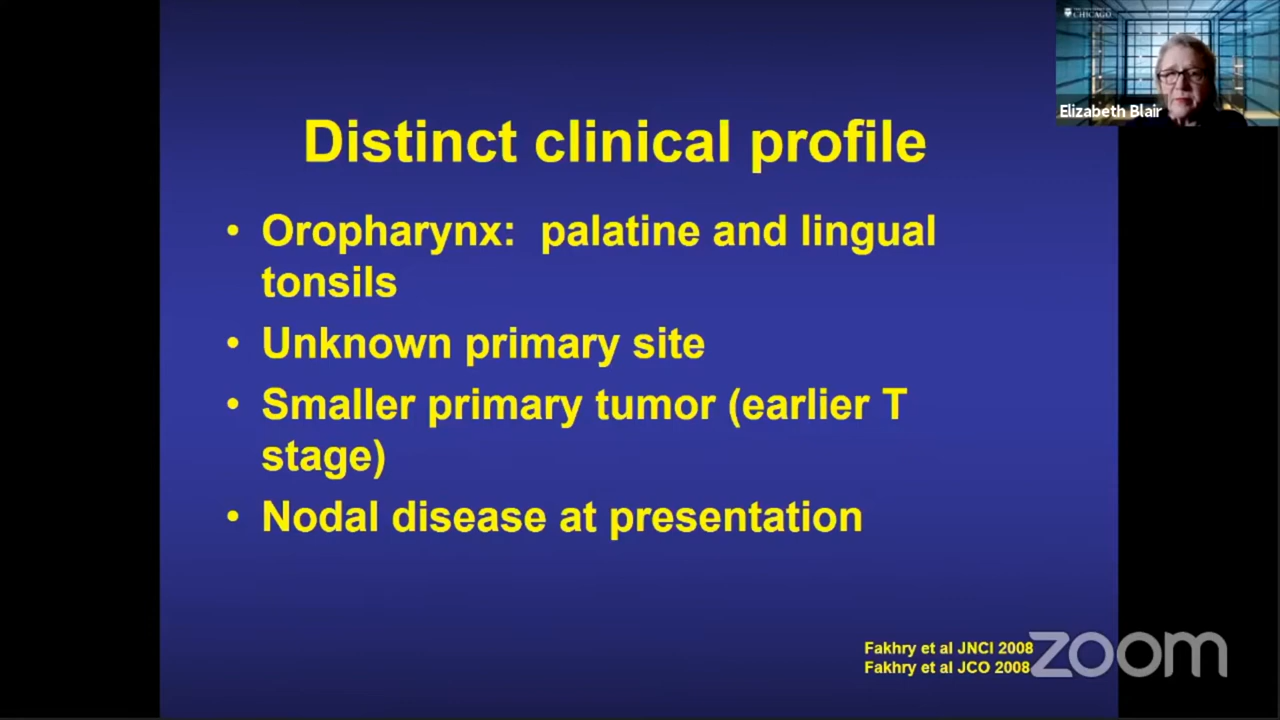 CHICAGO
Elizabeth Blair
Distinct clinical profile
• Oropharynx: palatine and lingual
tonsils
• Unknown primary site
• Smaller primary tumor (earlier T
stage)
• Nodal disease at presentation
Fakhry et al JNCI 2008
Fakhry et al JCO 2008
zoom